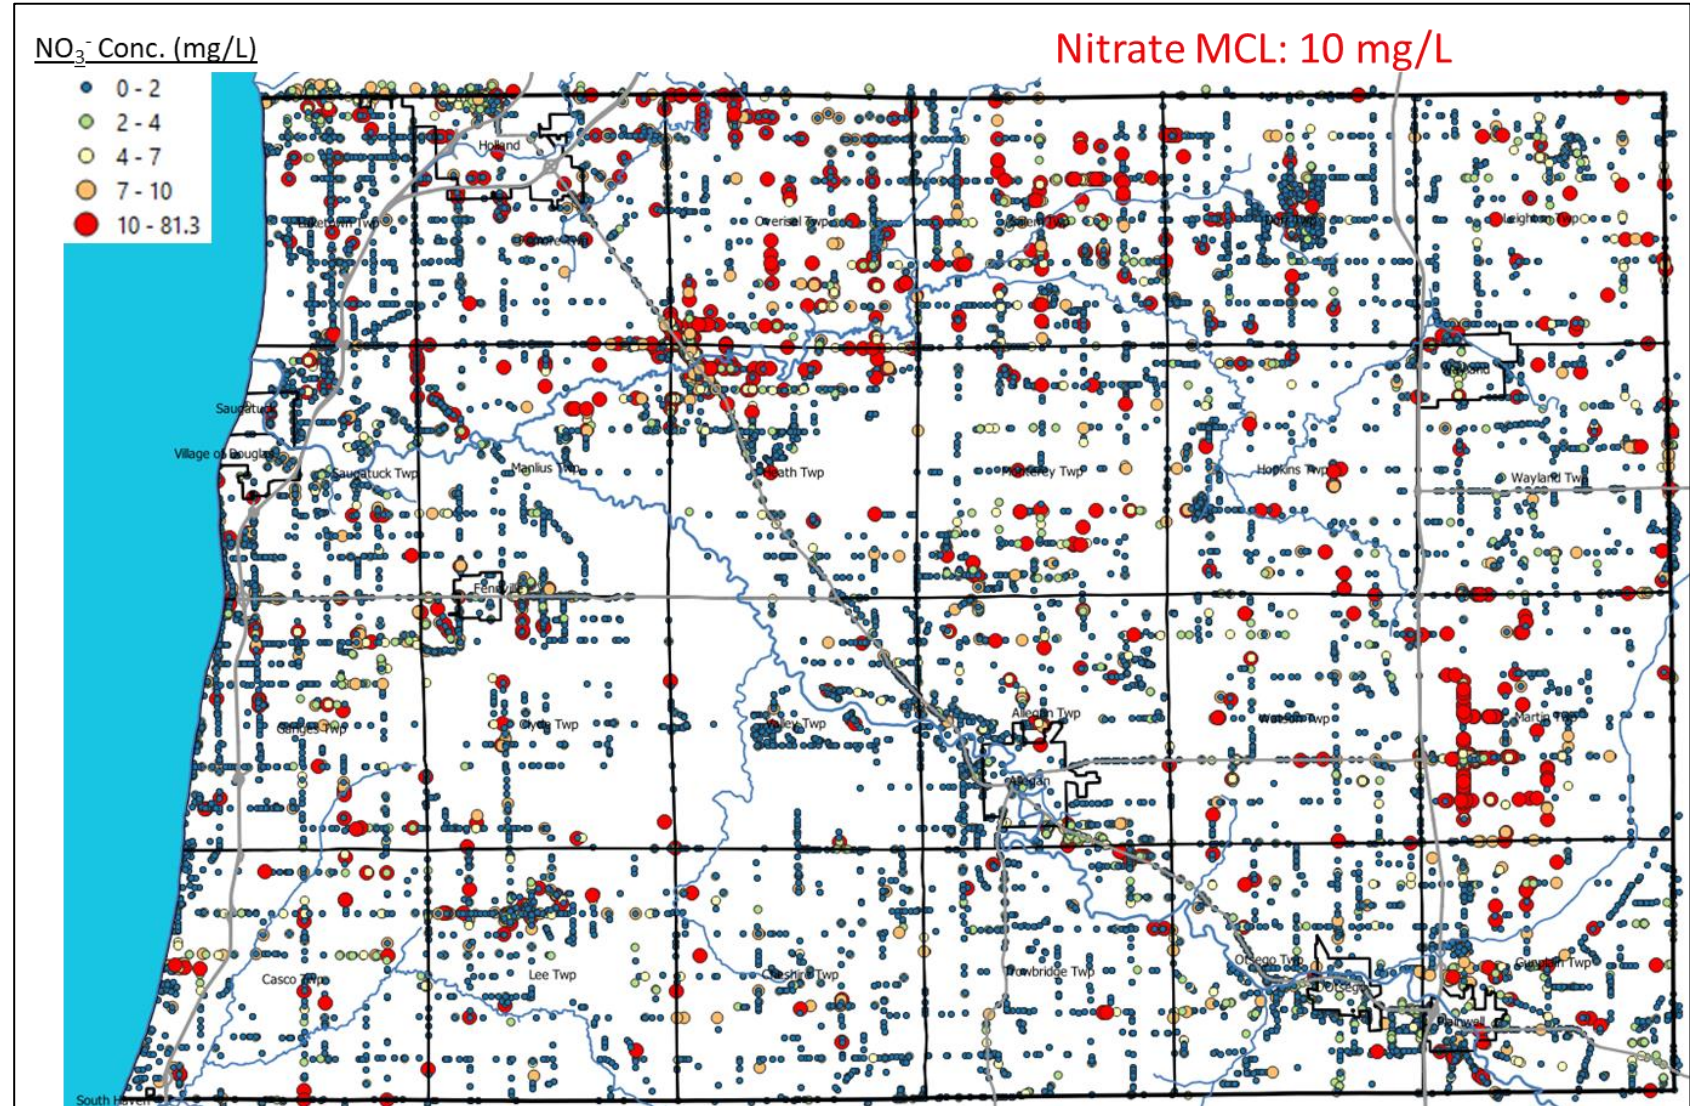 NO3- Conc. (mg/L)
Nitrate MCL: 10 mg/L
0 - 2
2 - 4
4 - 7
7 - 10
10 - 81.3
Holland
Laketown Twp
Fillmore Twp
Overisel Twp
Salem Twp
Dorr Twp
Leighton Twp
Wayland
Saugatuck
Village of Douglas
Saugatuck Twp
Manlius Twp
Heath Twp
Monterey Twp
Hopkins Twp
Wayland Twp
Fennville
Ganges Twp
Clyde Twp
Valley Twp
Allegan Twp
Watson Twp
Martin Twp
Allegan
Casco Twp
Lee Twp
Cheshire Twp
Trowbridge Twp
Otsego Twp
Gunplain Twp
Otsego
Plainwell
South Haven